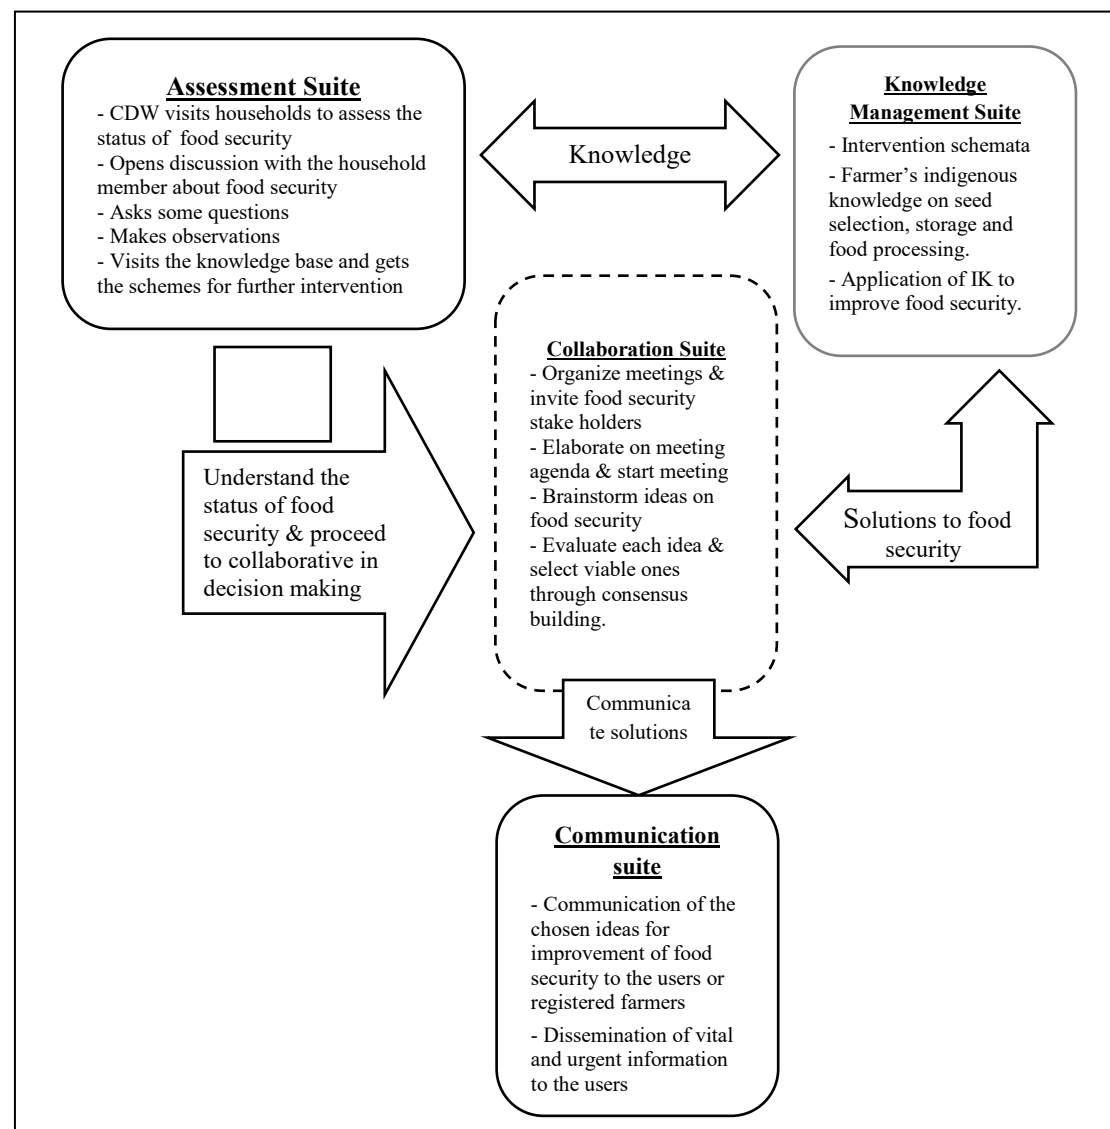 Assessment Suite
- CDW visits households to assess the
status of food security
- Opens discussion with the household
member about food security
- Asks some questions
- Makes observations
- Visits the knowledge base and gets
the schemes for further intervention
Knowledge
Knowledge
Management Suite
- Intervention schemata
- Farmer's indigenous
knowledge on seed
selection, storage and
food processing.
- Application of IK to
improve food security.
Understand the
status of food
security & proceed
to collaborative in
decision making
Collaboration Suite
- Organize meetings &
invite food security
stake holders
- Elaborate on meeting
agenda & start meeting
- Brainstorm ideas on
food security
- Evaluate each idea &
select viable ones
through consensus
building.
Solutions to food
security
Communica
te solutions
Communication
suite
- Communication of the
chosen ideas for
improvement of food
security to the users or
registered farmers
- Dissemination of vital
and urgent information
to the users